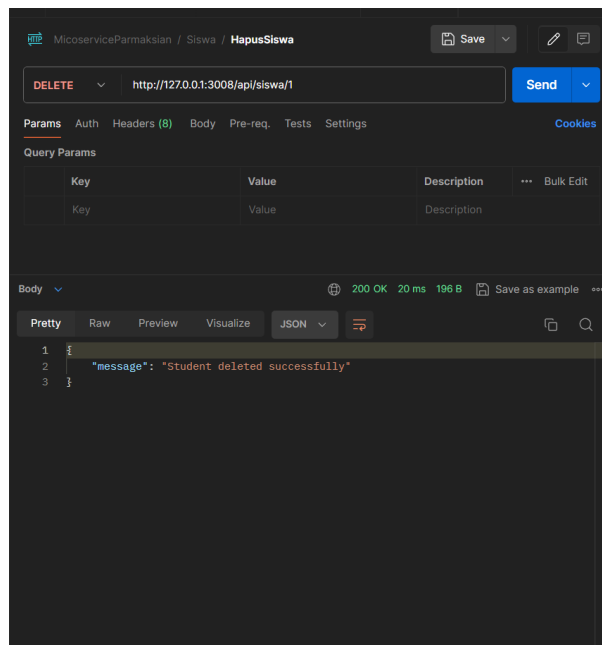 HTTP MicoserviceParmaksian / Siswa / HapusSiswa Save
DELETE http://127.0.0.1:3008/api/siswa/1 Send
Params Auth Headers (8) Body Pre-req. Tests Settings Cookies
Query Params
Key Value Description ••• Bulk Edit
Key Value Description
Body 200 OK 20 ms 196 B Save as example •••
Pretty Raw Preview Visualize JSON
1 {
2 "message": "Student deleted successfully"
3 }